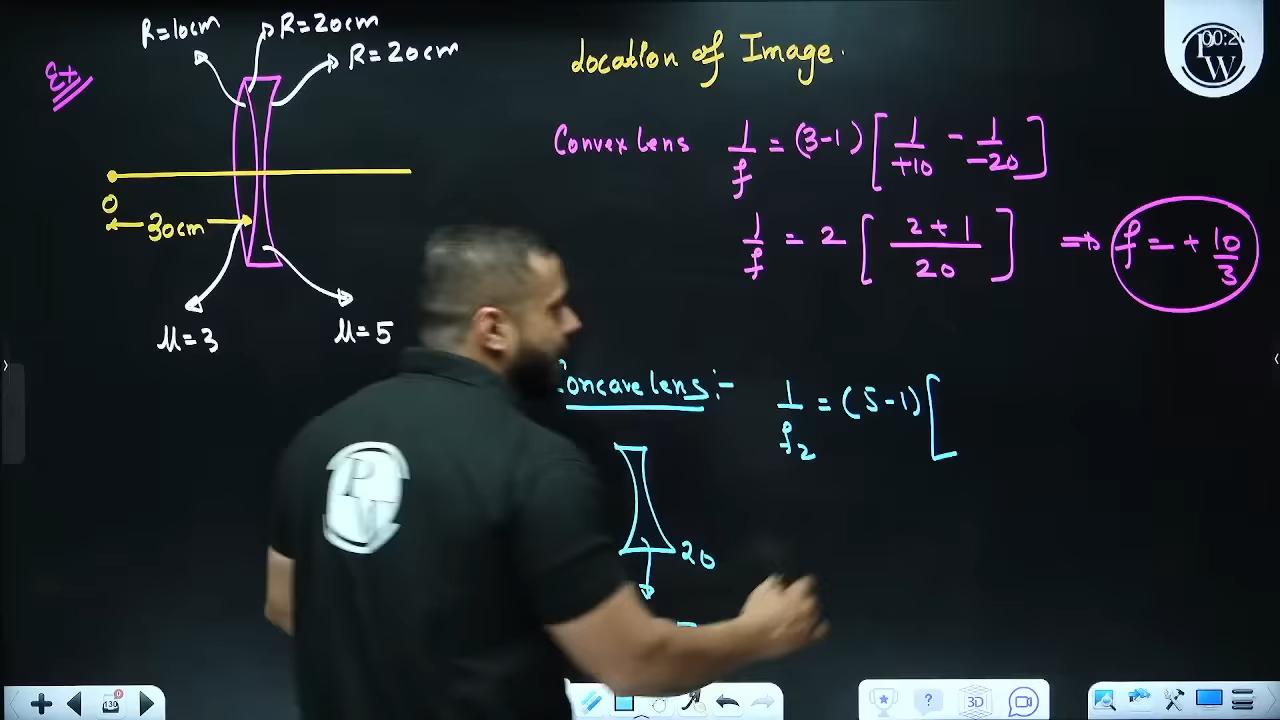 Ex
R=10cm
R=20cm
R=20cm
O
30cm
μ=3
μ=5
Location of Image.
Convex Lens 1/f = (3-1) [1/+10 - 1/-20]
1/f = 2 [2+1/20] ⇒ f = + 10/3
Concave lens :- 1/f2 = (5-1) [
20
PW